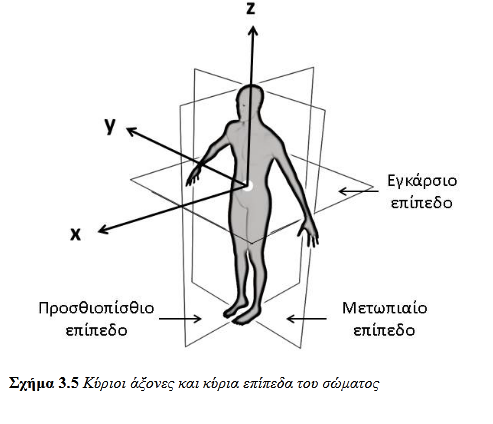 z
y
x
Εγκάρσιο
επίπεδο
Προσθιοπίσθιο
επίπεδο
Μετωπιαίο
επίπεδο
Σχήμα 3.5 Κύριοι άξονες και κύρια επίπεδα του σώματος